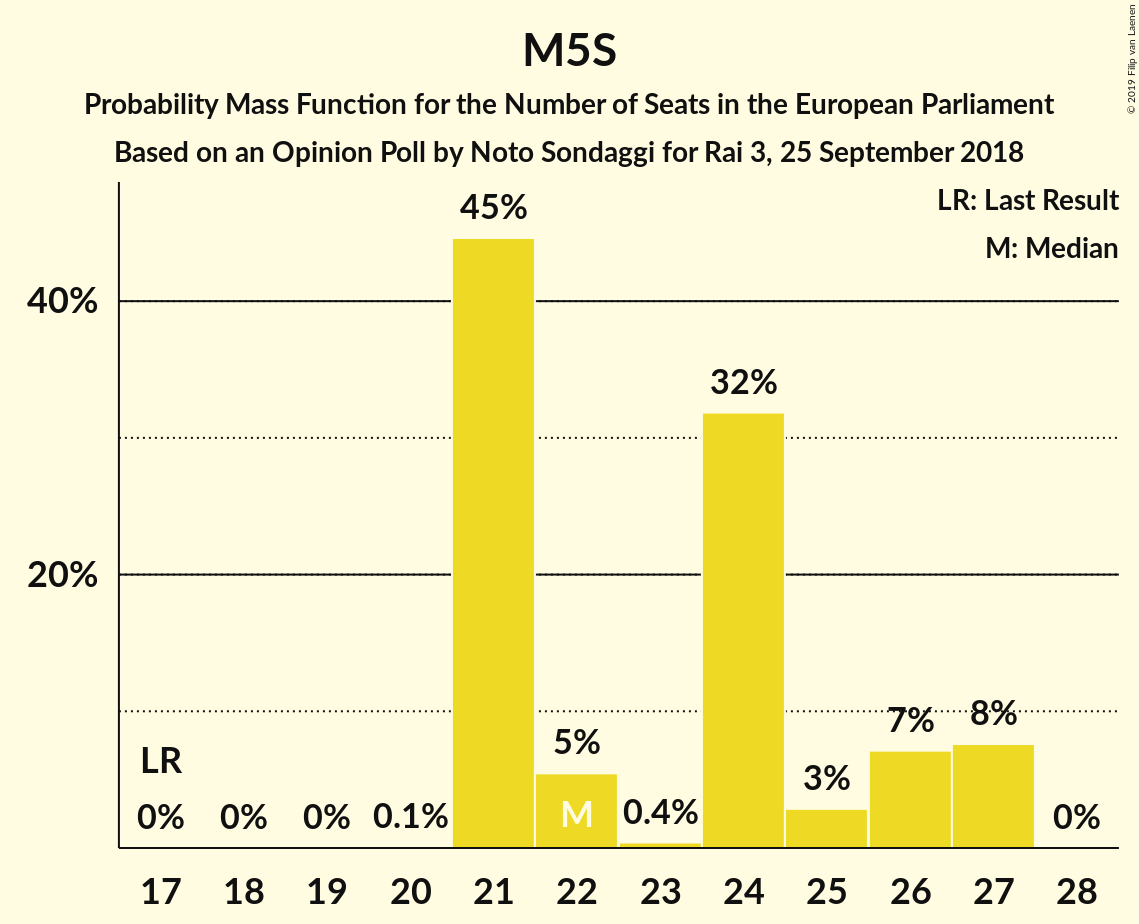 M5S
Probability Mass Function for the Number of Seats in the European Parliament
Based on an Opinion Poll by Noto Sondaggi for Rai 3, 25 September 2018
© 2019 Filip van Laenen
LR: Last Result
M: Median
45%
40%
32%
20%
8%
7%
5%
3%
LR
M
0% 0% 0% 0.1% 0.4% 0%
17 18 19 20 21 22 23 24 25 26 27 28